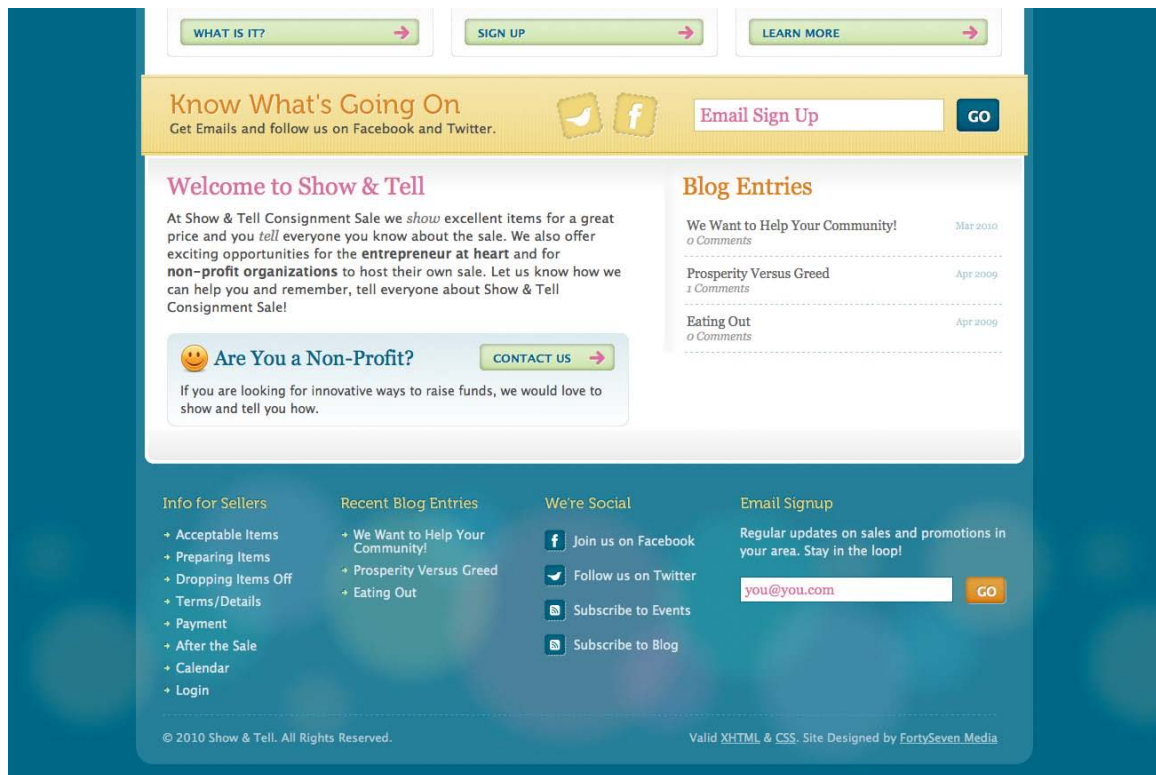 WHAT IS IT?
SIGN UP
LEARN MORE
Know What's Going On
Get Emails and follow us on Facebook and Twitter.
Email Sign Up
GO
Welcome to Show & Tell
At Show & Tell Consignment Sale we show excellent items for a great
price and you tell everyone you know about the sale. We also offer
exciting opportunities for the entrepreneur at heart and for
non-profit organizations to host their own sale. Let us know how we
can help you and remember, tell everyone about Show & Tell
Consignment Sale!
Are You a Non-Profit?
CONTACT US
If you are looking for innovative ways to raise funds, we would love to
show and tell you how.
Blog Entries
We Want to Help Your Community!
Mar 2010
0 Comments
Prosperity Versus Greed
Apr 2009
1 Comments
Eating Out
Apr 2009
0 Comments
Info for Sellers
Acceptable Items
Preparing Items
Dropping Items Off
Terms/Details
Payment
After the Sale
Calendar
Login
Recent Blog Entries
We Want to Help Your
Community!
Prosperity Versus Greed
Eating Out
We're Social
Join us on Facebook
Follow us on Twitter
Subscribe to Events
Subscribe to Blog
Email Signup
Regular updates on sales and promotions in
your area. Stay in the loop!
you@you.com
GO
© 2010 Show & Tell. All Rights Reserved.
Valid XHTML & CSS. Site Designed by FortySeven Media